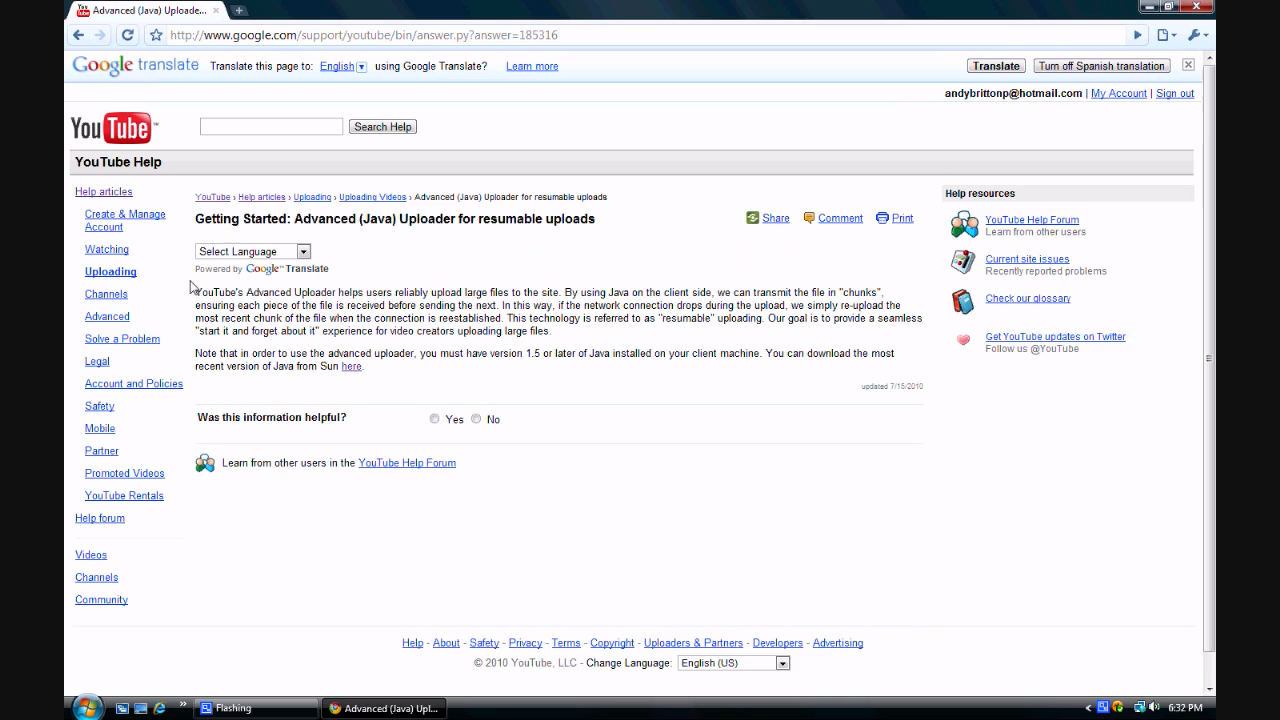 Advanced (Java) Uploade...
http://www.google.com/support/youtube/bin/answer.py?answer=185316
Google translate Translate this page to: English using Google Translate? Learn more Translate Turn off Spanish translation
andybrittonp@hotmail.com | My Account | Sign out
YouTube Search Help
YouTube Help
Help articles
Create & Manage
Account
Watching
Uploading
Channels
Advanced
Solve a Problem
Legal
Account and Policies
Safety
Mobile
Partner
Promoted Videos
YouTube Rentals
Help forum
Videos
Channels
Community
YouTube › Help articles › Uploading › Uploading Videos › Advanced (Java) Uploader for resumable uploads
Getting Started: Advanced (Java) Uploader for resumable uploads
Share Comment Print
Select Language
Powered by Google™ Translate
YouTube's Advanced Uploader helps users reliably upload large files to the site. By using Java on the client side, we can transmit the file in "chunks",
ensuring each piece of the file is received before sending the next. In this way, if the network connection drops during the upload, we simply re-upload the
most recent chunk of the file when the connection is reestablished. This technology is referred to as "resumable" uploading. Our goal is to provide a seamless
"start it and forget about it" experience for video creators uploading large files.
Note that in order to use the advanced uploader, you must have version 1.5 or later of Java installed on your client machine. You can download the most
recent version of Java from Sun here.
updated 7/15/2010
Was this information helpful? Yes No
Learn from other users in the YouTube Help Forum
Help resources
YouTube Help Forum
Learn from other users
Current site issues
Recently reported problems
Check our glossary
Get YouTube updates on Twitter
Follow us @YouTube
Help - About - Safety - Privacy - Terms - Copyright - Uploaders & Partners - Developers - Advertising
© 2010 YouTube, LLC - Change Language: English (US)
Flashing Advanced (Java) Upl... 6:32 PM